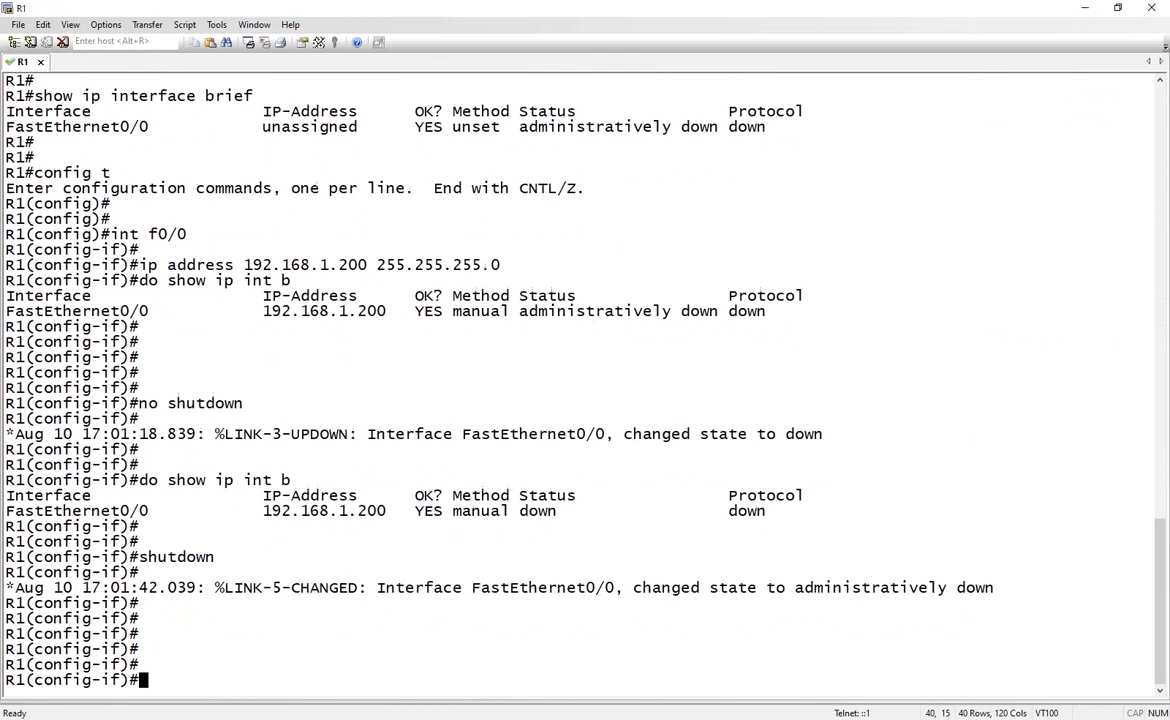 R1
File Edit View Options Transfer Script Tools Window Help
Enter host <Alt+R>
R1
R1#
R1#show ip interface brief
Interface IP-Address OK? Method Status Protocol
FastEthernet0/0 unassigned YES unset administratively down down
R1#
R1#
R1#config t
Enter configuration commands, one per line. End with CNTL/Z.
R1(config)#
R1(config)#
R1(config)#int f0/0
R1(config-if)#
R1(config-if)#ip address 192.168.1.200 255.255.255.0
R1(config-if)#do show ip int b
Interface IP-Address OK? Method Status Protocol
FastEthernet0/0 192.168.1.200 YES manual administratively down down
R1(config-if)#
R1(config-if)#
R1(config-if)#
R1(config-if)#
R1(config-if)#
R1(config-if)#no shutdown
R1(config-if)#
*Aug 10 17:01:18.839: %LINK-3-UPDOWN: Interface FastEthernet0/0, changed state to down
R1(config-if)#
R1(config-if)#
R1(config-if)#do show ip int b
Interface IP-Address OK? Method Status Protocol
FastEthernet0/0 192.168.1.200 YES manual down down
R1(config-if)#
R1(config-if)#
R1(config-if)#shutdown
R1(config-if)#
*Aug 10 17:01:42.039: %LINK-5-CHANGED: Interface FastEthernet0/0, changed state to administratively down
R1(config-if)#
R1(config-if)#
R1(config-if)#
R1(config-if)#
R1(config-if)#
R1(config-if)#
Ready Telnet: ::1 40, 15 40 Rows, 120 Cols VT100 CAP NUM